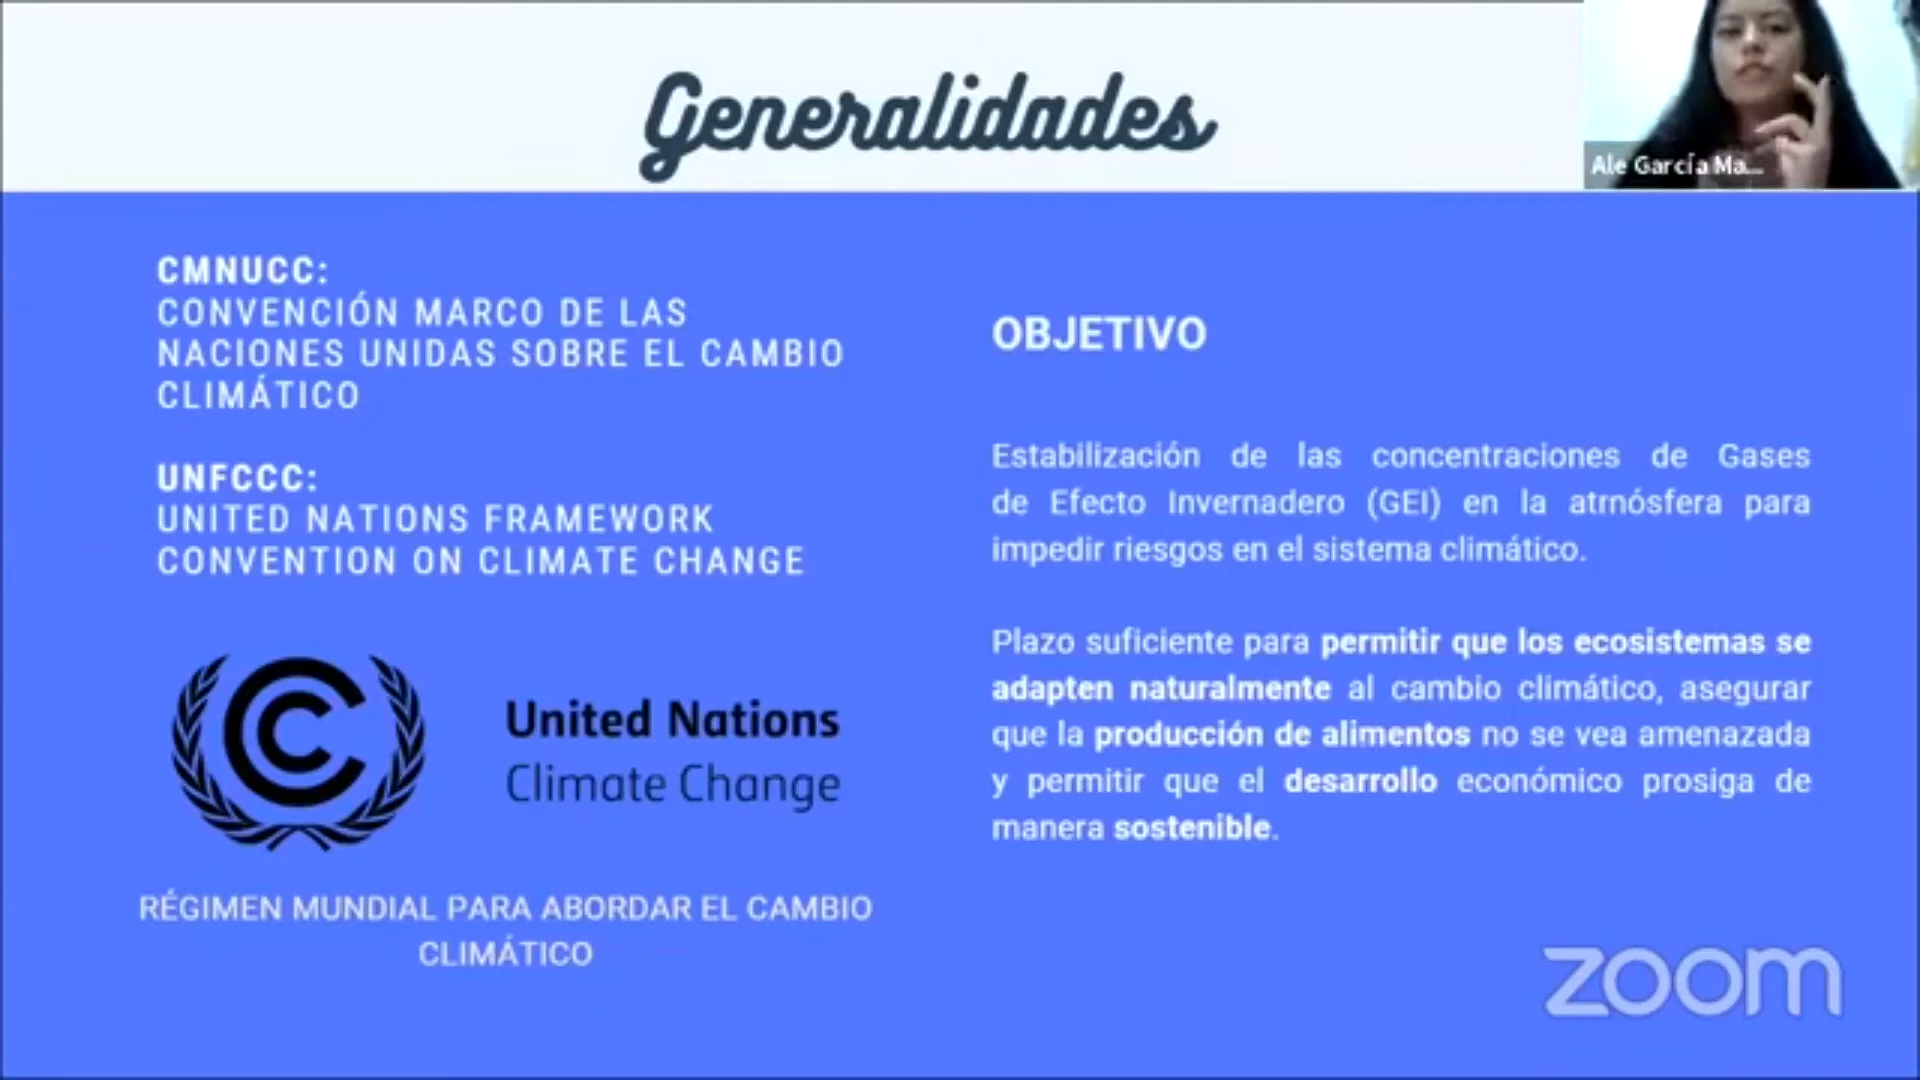 Generalidades
Ale García Ma...
CMNUCC:
CONVENCIÓN MARCO DE LAS
NACIONES UNIDAS SOBRE EL CAMBIO
CLIMÁTICO
UNFCCC:
UNITED NATIONS FRAMEWORK
CONVENTION ON CLIMATE CHANGE
United Nations
Climate Change
RÉGIMEN MUNDIAL PARA ABORDAR EL CAMBIO
CLIMÁTICO
OBJETIVO
Estabilización de las concentraciones de Gases
de Efecto Invernadero (GEI) en la atmósfera para
impedir riesgos en el sistema climático.
Plazo suficiente para permitir que los ecosistemas se
adapten naturalmente al cambio climático, asegurar
que la producción de alimentos no se vea amenazada
y permitir que el desarrollo económico prosiga de
manera sostenible.
zoom